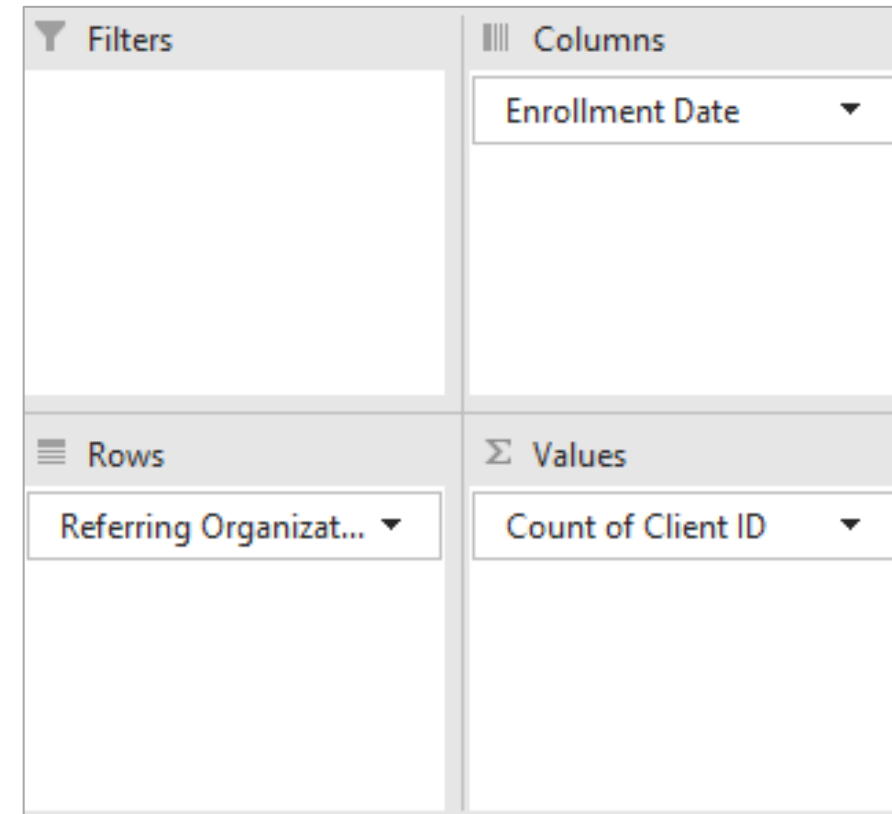 Filters
Columns
Enrollment Date
Rows
Σ Values
Referring Organizat...
Count of Client ID